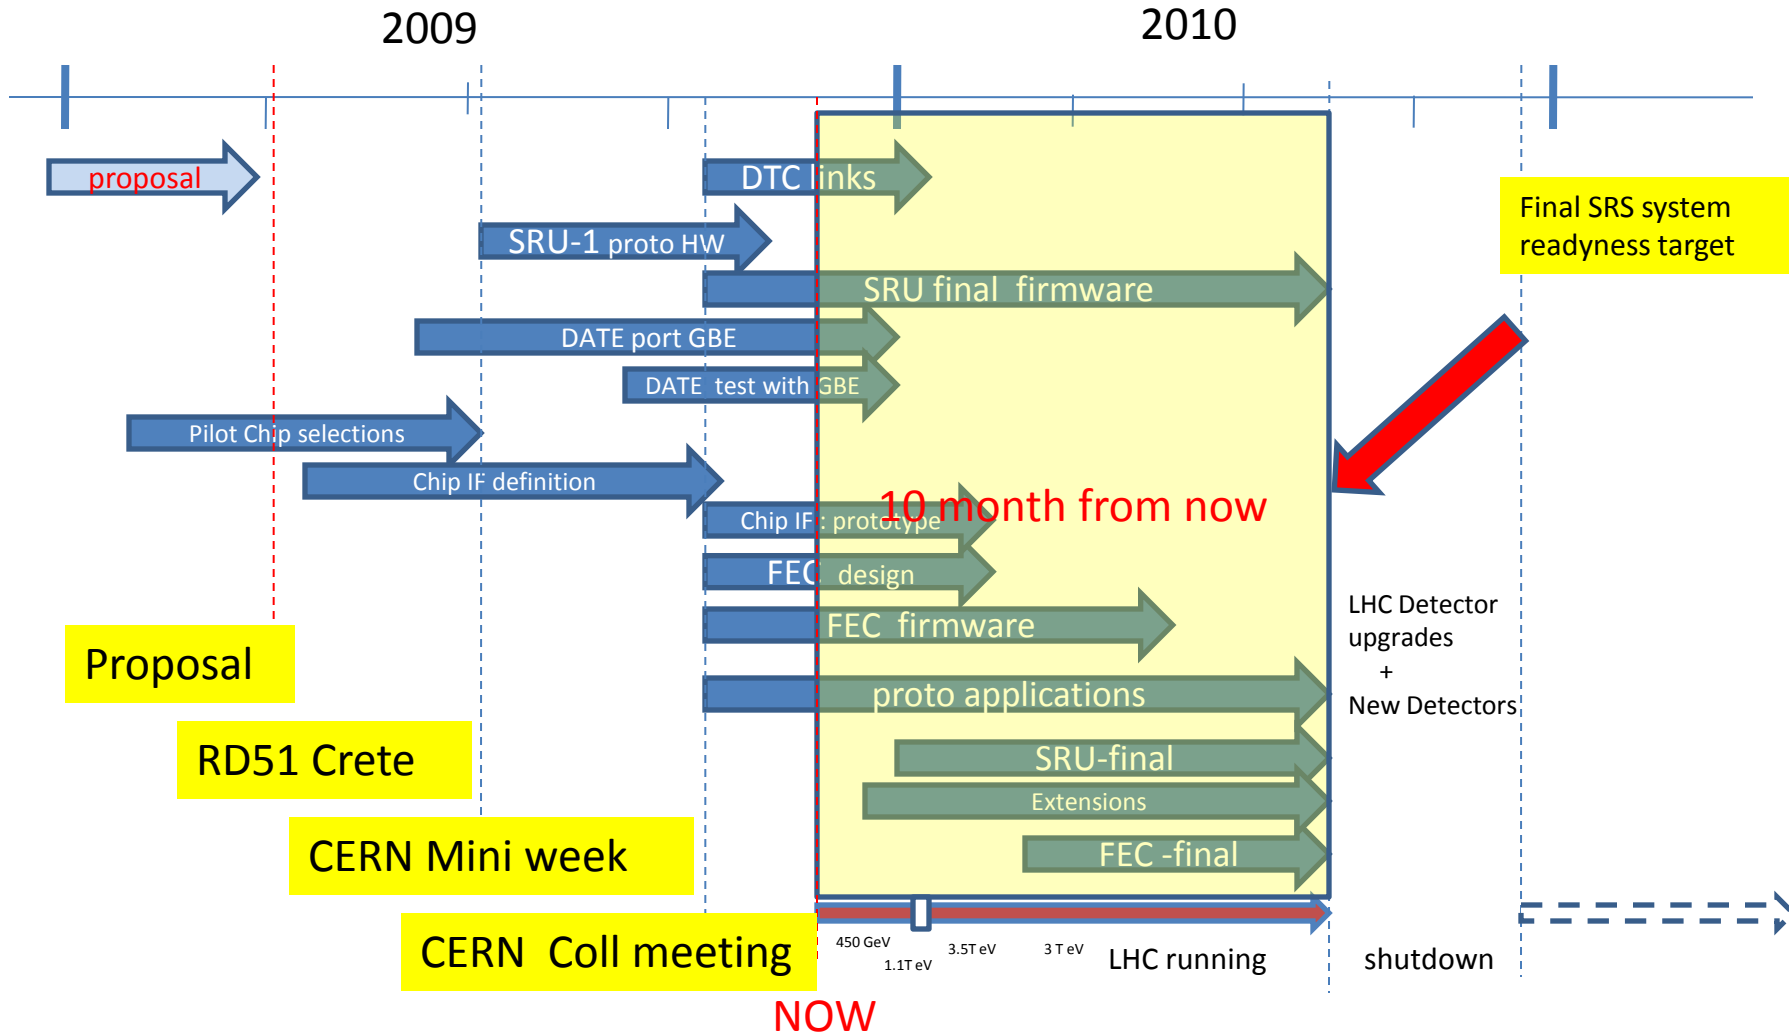 2009
2010
proposal
DTC links
Final SRS system
readyness target
SRU-1 proto HW
SRU final firmware
DATE port GBE
DATE test with GBE
Pilot Chip selections
Chip IF definition
10 month from now
Chip IF : prototype
FEC design
FEC firmware
LHC Detector
upgrades
+
New Detectors
Proposal
proto applications
RD51 Crete
SRU-final
Extensions
CERN Mini week
FEC -final
CERN Coll meeting
450 GeV
1.1T eV
3.5T eV
3 T eV
LHC running
shutdown
NOW